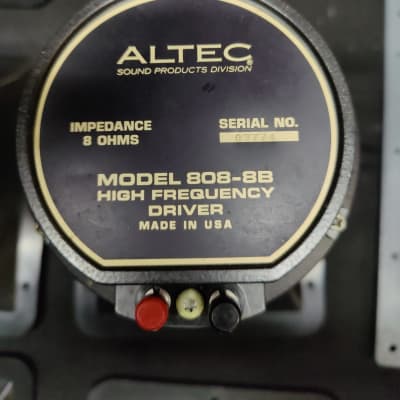 ALTEC
SOUND PRODUCTS DIVISION
IMPEDANCE
8 OHMS
SERIAL NO.
MODEL 808-8B
HIGH FREQUENCY
DRIVER
MADE IN USA